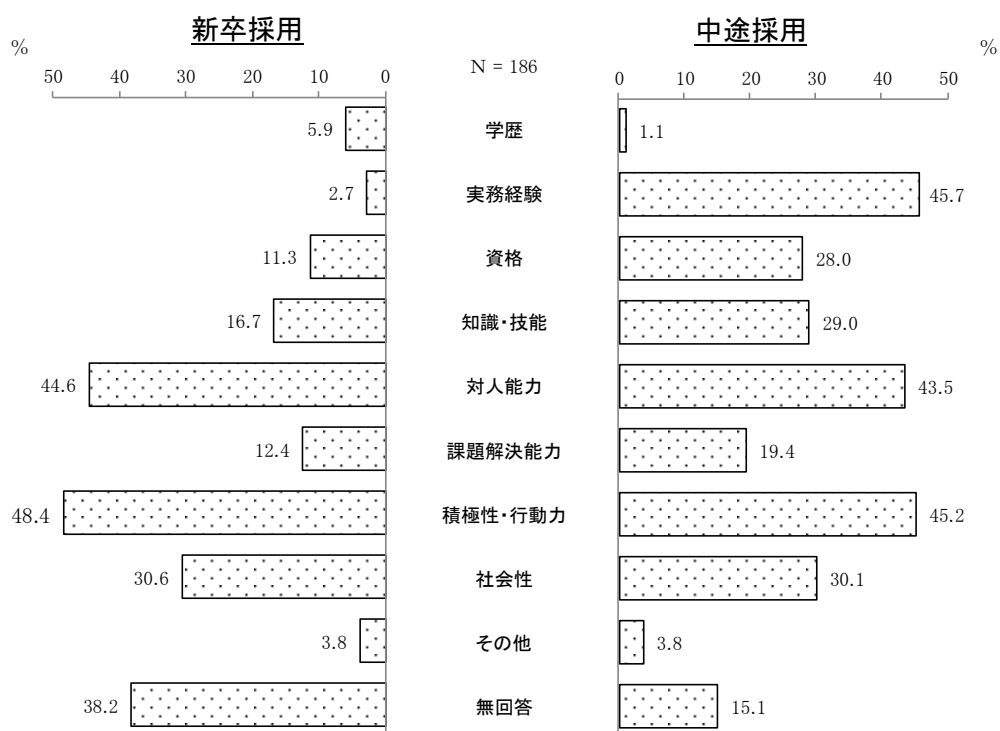 新卒採用 中途採用
% N = 186 %
50 40 30 20 10 0 0 10 20 30 40 50
5.9 学歴 1.1
2.7 実務経験 45.7
11.3 資格 28.0
16.7 知識・技能 29.0
44.6 対人能力 43.5
12.4 課題解決能力 19.4
48.4 積極性・行動力 45.2
30.6 社会性 30.1
3.8 その他 3.8
38.2 無回答 15.1